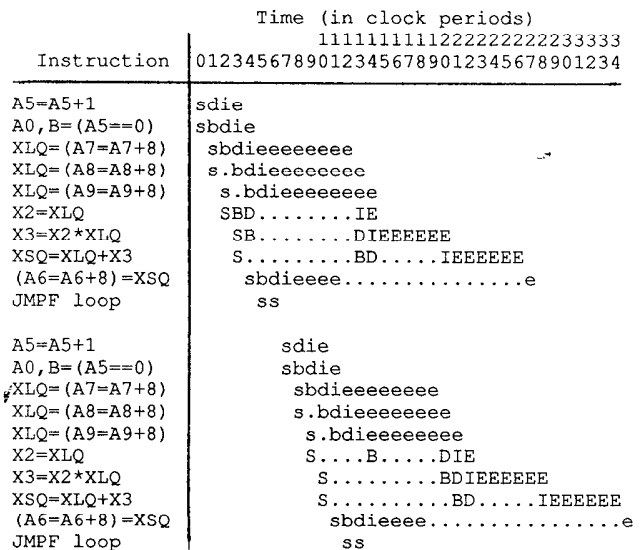 Time (in clock periods)
11111111112222222222333333
Instruction 012345678901234567890123456789012 34
A5=A5+1 sdie
A0,B=(A5==0) sbdie
XLQ=(A7=A7+8) sbdieeeeeeee
XLQ=(A8=A8+8) s.bdieeeeeeee
XLQ=(A9=A9+8) s.bdieeeeeeee
X2=XLQ SBD........IE
X3=X2*XLQ SB........DIEEEEEE
XSQ=XLQ+X3 S.........BD.....IEEEEEE
(A6=A6+8)=XSQ sbdieeee...............e
JMPF loop ss
A5=A5+1 sdie
A0,B=(A5==0) sbdie
XLQ=(A7=A7+8) sbdieeeeeeee
XLQ=(A8=A8+8) s.bdieeeeeeee
XLQ=(A9=A9+8) s.bdieeeeeeee
X2=XLQ S....B.....DIE
X3=X2*XLQ S.........BDIEEEEEE
XSQ=XLQ+X3 S..........BD.....IEEEEEE
(A6=A6+8)=XSQ sbdieeee................e
JMPF loop ss